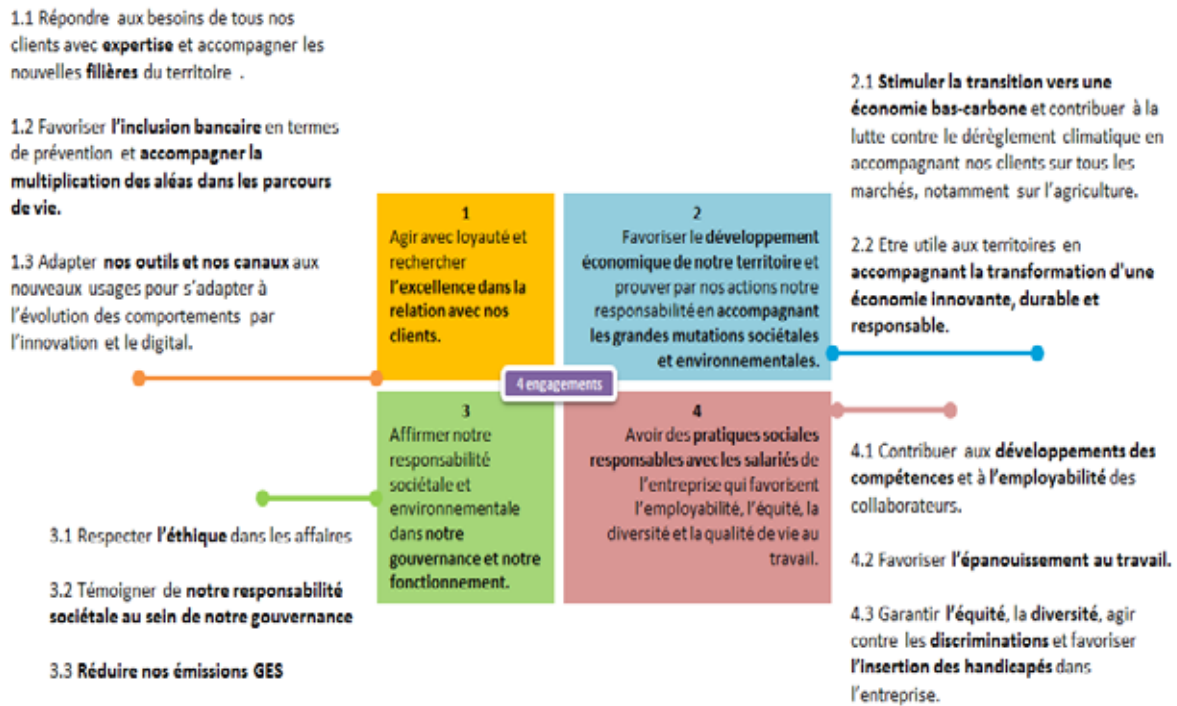 1.1 Répondre aux besoins de tous nos
clients avec expertise et accompagner les
nouvelles filières du territoire .
1.2 Favoriser l'inclusion bancaire en termes
de prévention et accompagner la
multiplication des aléas dans les parcours
de vie.
1.3 Adapter nos outils et nos canaux aux
nouveaux usages pour s'adapter à
l'évolution des comportements par
l'innovation et le digital.
1
Agir avec loyauté et
rechercher
l'excellence dans la
relation avec nos
clients.
2
Favoriser le développement
économique de notre territoire et
prouver par nos actions notre
responsabilité en accompagnant
les grandes mutations sociétales
et environnementales.
2.1 Stimuler la transition vers une
économie bas-carbone et contribuer à la
lutte contre le dérèglement climatique en
accompagnant nos clients sur tous les
marchés, notamment sur l'agriculture.
2.2 Etre utile aux territoires en
accompagnant la transformation d'une
économie innovante, durable et
responsable.
4 engagements
3
Affirmer notre
responsabilité
sociétale et
environnementale
dans notre
gouvernance et notre
fonctionnement.
4
Avoir des pratiques sociales
responsables avec les salariés de
l'entreprise qui favorisent
l'employabilité, l'équité, la
diversité et la qualité de vie au
travail.
3.1 Respecter l'éthique dans les affaires
3.2 Témoigner de notre responsabilité
sociétale au sein de notre gouvernance
3.3 Réduire nos émissions GES
4.1 Contribuer aux développements des
compétences et à l'employabilité des
collaborateurs.
4.2 Favoriser l'épanouissement au travail.
4.3 Garantir l'équité, la diversité, agir
contre les discriminations et favoriser
l'insertion des handicapés dans
l'entreprise.